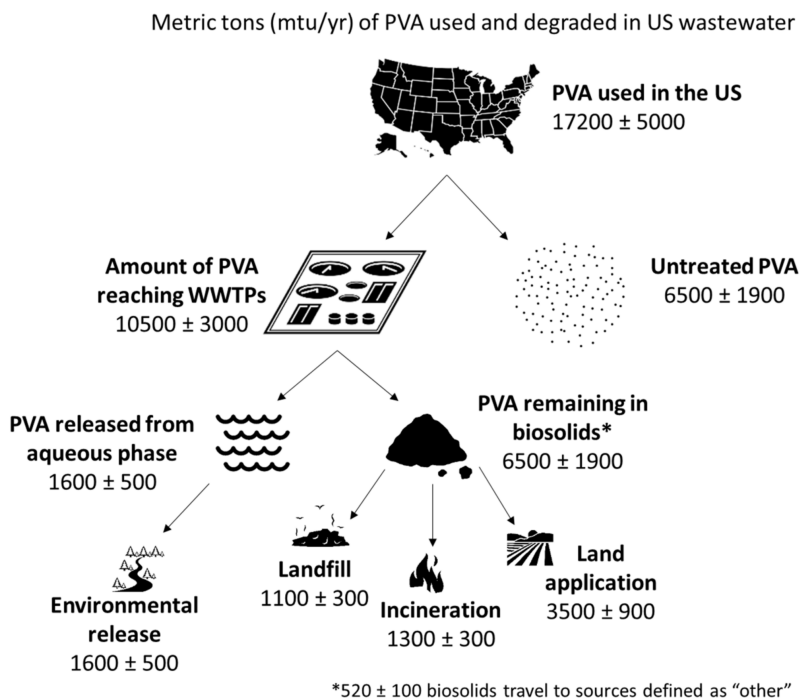 Metric tons (mtu/yr) of PVA used and degraded in US wastewater
PVA used in the US
17200 ± 5000
Amount of PVA
reaching WWTPs
10500 ± 3000
Untreated PVA
6500 ± 1900
PVA released from
aqueous phase
1600 ± 500
PVA remaining in
biosolids*
6500 ± 1900
Environmental
release
1600 ± 500
Landfill
1100 ± 300
Incineration
1300 ± 300
Land
application
3500 ± 900
*520 ± 100 biosolids travel to sources defined as “other”